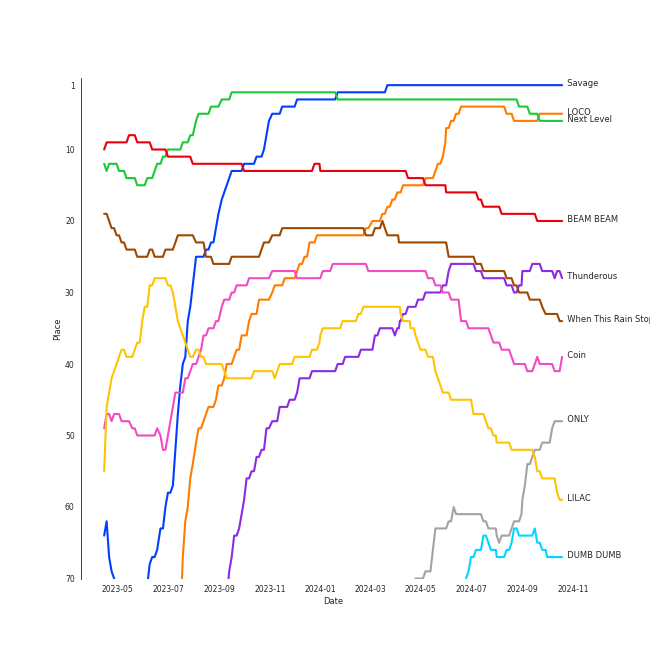 1
10
20
30
40
50
60
70
Place
2023-05 2023-07 2023-09 2023-11 2024-01 2024-03 2024-05 2024-07 2024-09 2024-11
Date
Savage
LOCO
Next Level
BEAM BEAM
Thunderous
When This Rain Stop
Coin
ONLY
LILAC
DUMB DUMB